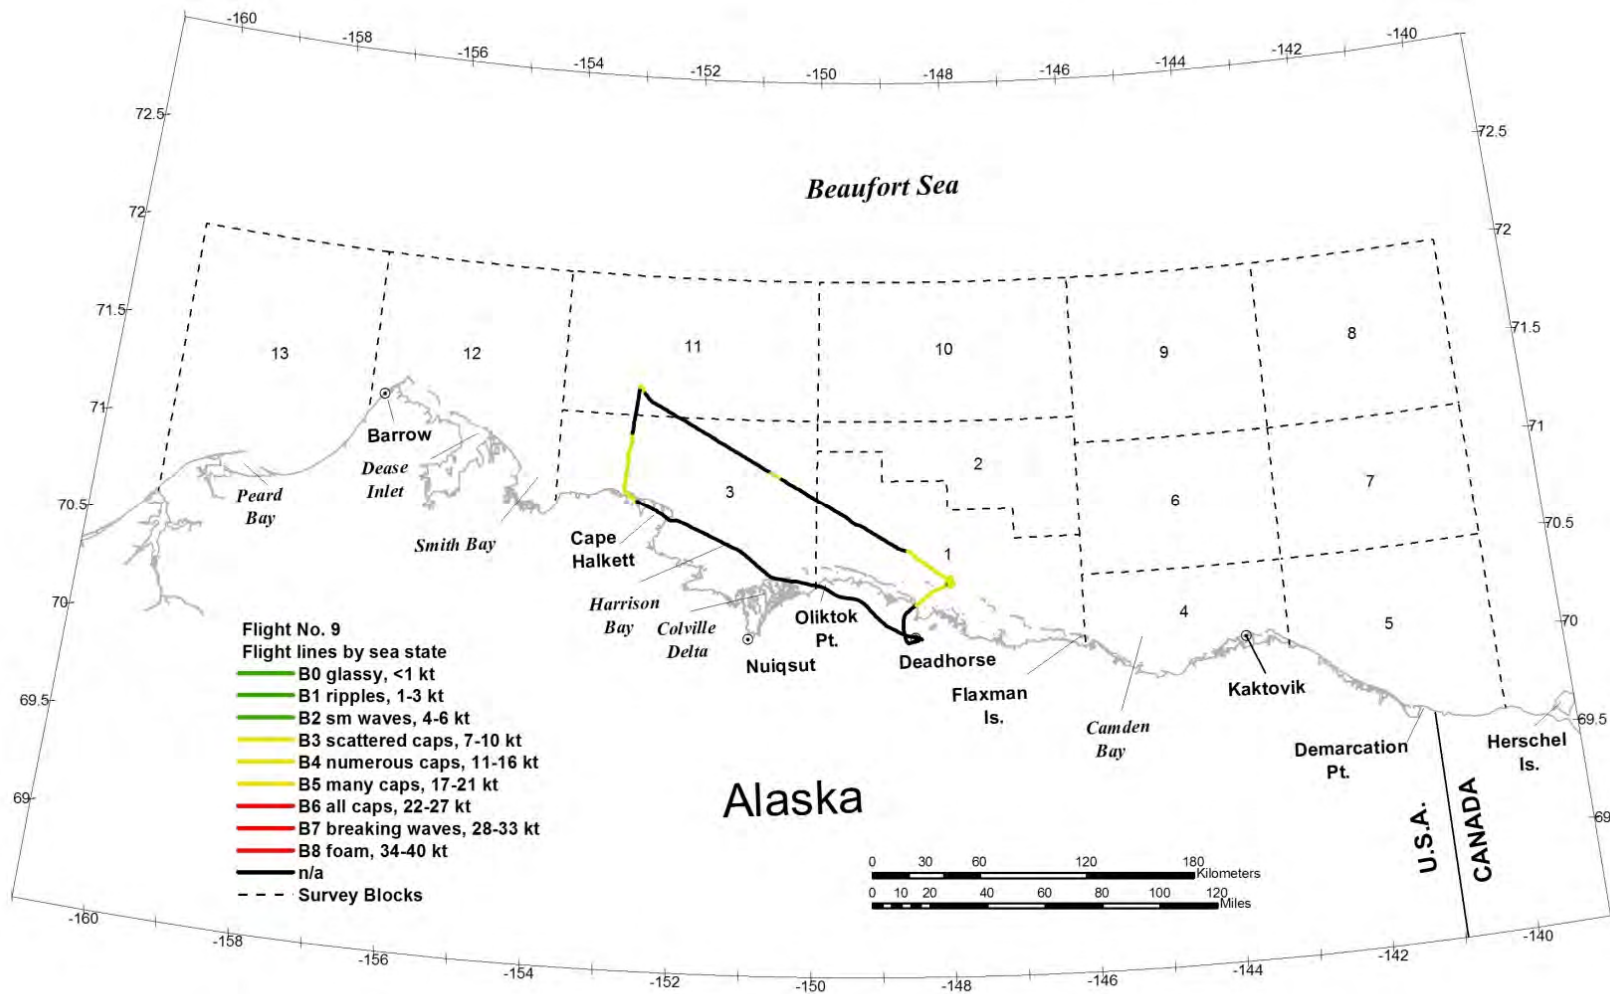 -160
-158
-156
-154
-152
-150
-148
-146
-144
-142
-140
72.5
72.5
72
72
71.5
71.5
71
71
70.5
70.5
70
70
69.5
69.5
69
69
Beaufort Sea
13
12
11
10
9
8
3
2
1
6
7
4
5
Barrow
Dease
Inlet
Peard
Bay
Smith Bay
Cape
Halkett
Harrison
Bay
Colville
Delta
Nuiqsut
Oliktok
Pt.
Deadhorse
Flaxman
Is.
Camden
Bay
Kaktovik
Demarcation
Pt.
Herschel
Is.
Alaska
U.S.A.
CANADA
Flight No. 9
Flight lines by sea state
B0 glassy, <1 kt
B1 ripples, 1-3 kt
B2 sm waves, 4-6 kt
B3 scattered caps, 7-10 kt
B4 numerous caps, 11-16 kt
B5 many caps, 17-21 kt
B6 all caps, 22-27 kt
B7 breaking waves, 28-33 kt
B8 foam, 34-40 kt
n/a
Survey Blocks
0 30 60 120 180
Kilometers
0 10 20 40 60 80 100 120
Miles
-160
-158
-156
-154
-152
-150
-148
-146
-144
-142
-140